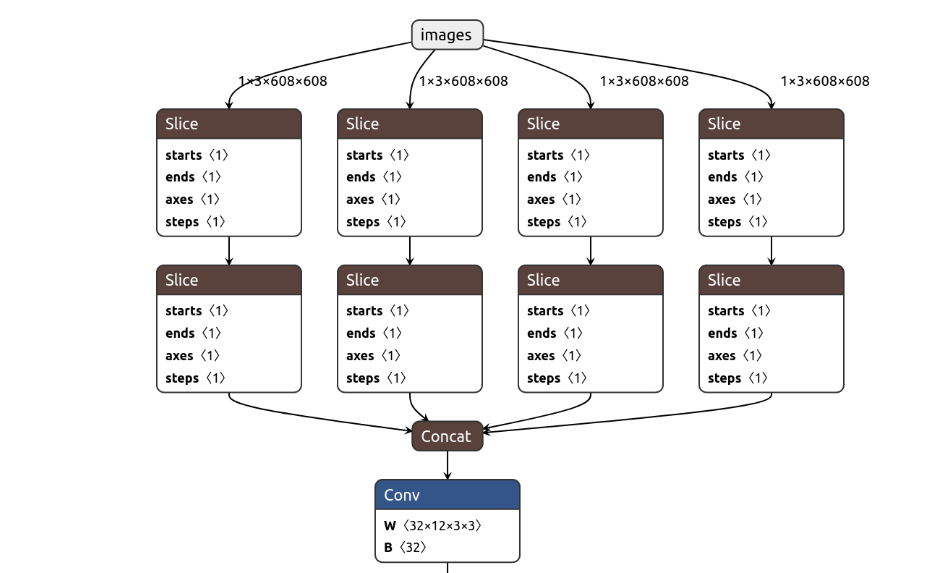 images
1×3×608×608 1×3×608×608 1×3×608×608 1×3×608×608
Slice Slice Slice Slice
starts 〈1〉 starts 〈1〉 starts 〈1〉 starts 〈1〉
ends 〈1〉 ends 〈1〉 ends 〈1〉 ends 〈1〉
axes 〈1〉 axes 〈1〉 axes 〈1〉 axes 〈1〉
steps 〈1〉 steps 〈1〉 steps 〈1〉 steps 〈1〉
Slice Slice Slice Slice
starts 〈1〉 starts 〈1〉 starts 〈1〉 starts 〈1〉
ends 〈1〉 ends 〈1〉 ends 〈1〉 ends 〈1〉
axes 〈1〉 axes 〈1〉 axes 〈1〉 axes 〈1〉
steps 〈1〉 steps 〈1〉 steps 〈1〉 steps 〈1〉
Concat
Conv
W 〈32×12×3×3〉
B 〈32〉